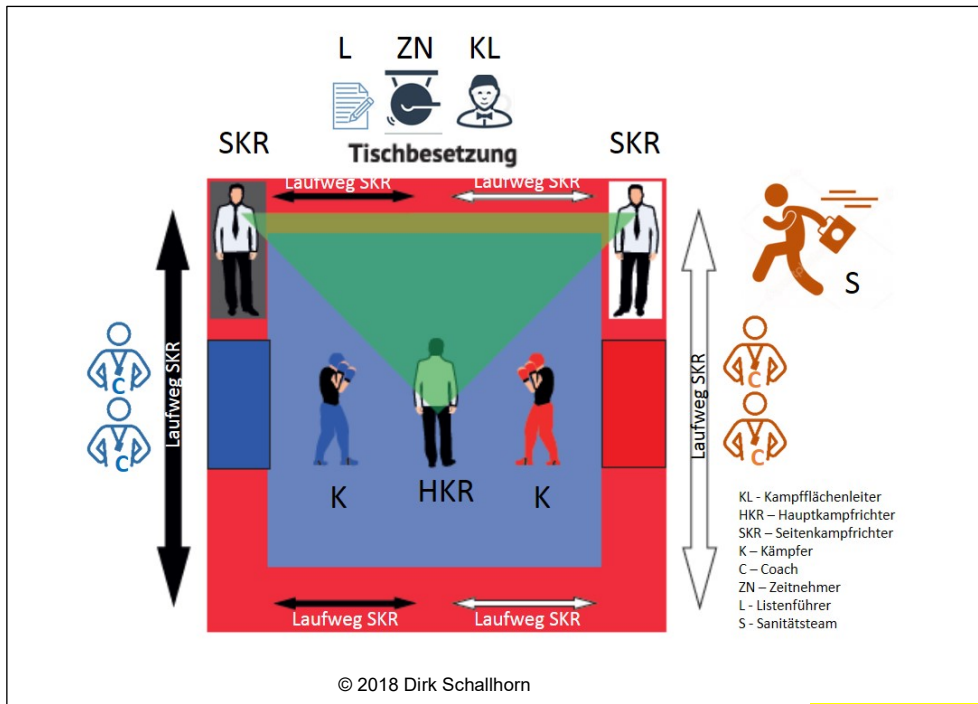 L ZN KL
SKR SKR
Tischbesetzung
Laufweg SKR Laufweg SKR
S
Laufweg SKR
Laufweg SKR
C
C
C
C
K HKR K
KL - Kampfflächenleiter
HKR – Hauptkampfrichter
SKR – Seitenkampfrichter
K – Kämpfer
C – Coach
ZN – Zeitnehmer
L - Listenführer
S - Sanitätsteam
Laufweg SKR Laufweg SKR
© 2018 Dirk Schallhorn